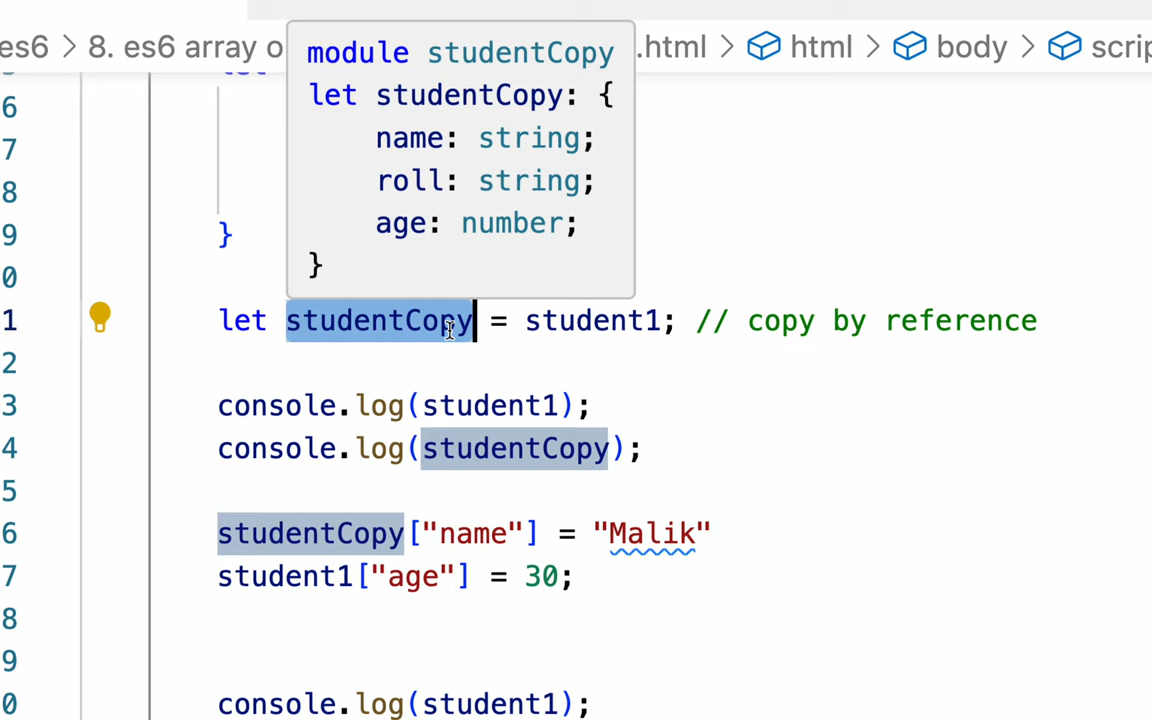 es6 > 8. es6 array o
.html > html > body > scrip
module studentCopy
let studentCopy: {
name: string;
roll: string;
age: number;
}
6
7
8
9 }
0
1 let studentCopy = student1; // copy by reference
2
3 console.log(student1);
4 console.log(studentCopy);
5
6 studentCopy["name"] = "Malik"
7 student1["age"] = 30;
8
9
0 console.log(student1);